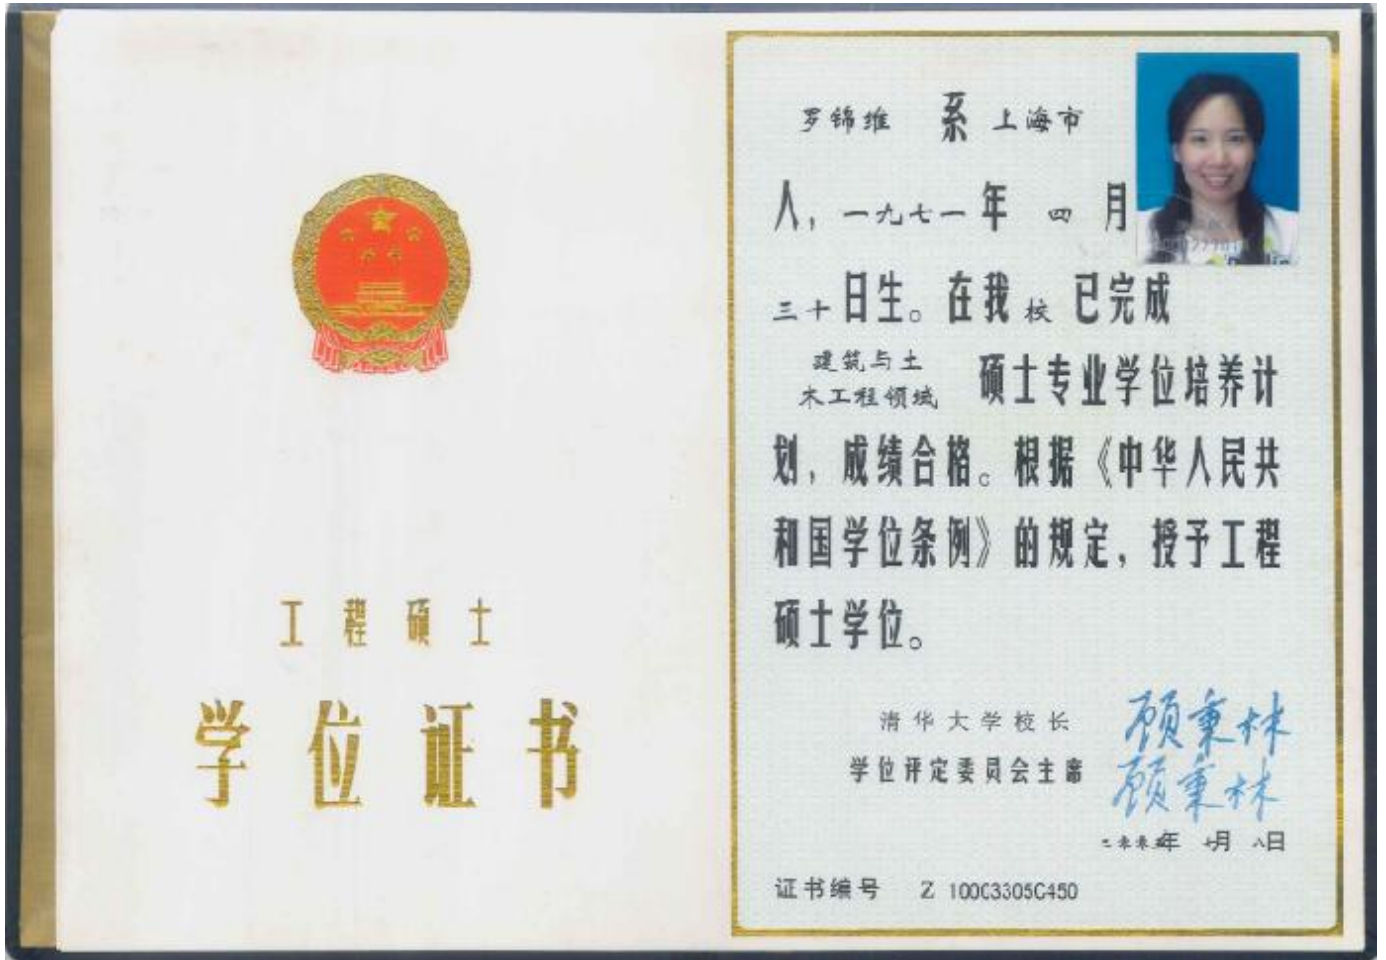 工程硕士
学位证书
罗锦维 系 上海市
人，一九七一年 四 月
三十日生。在我校已完成
建筑与土
木工程领域 硕士专业学位培养计
划，成绩合格。根据《中华人民共
和国学位条例》的规定，授予工程
硕士学位。
清华大学校长 顾秉林
学位评定委员会主席 顾秉林
年 七月 八日
证书编号 Z 100033050450